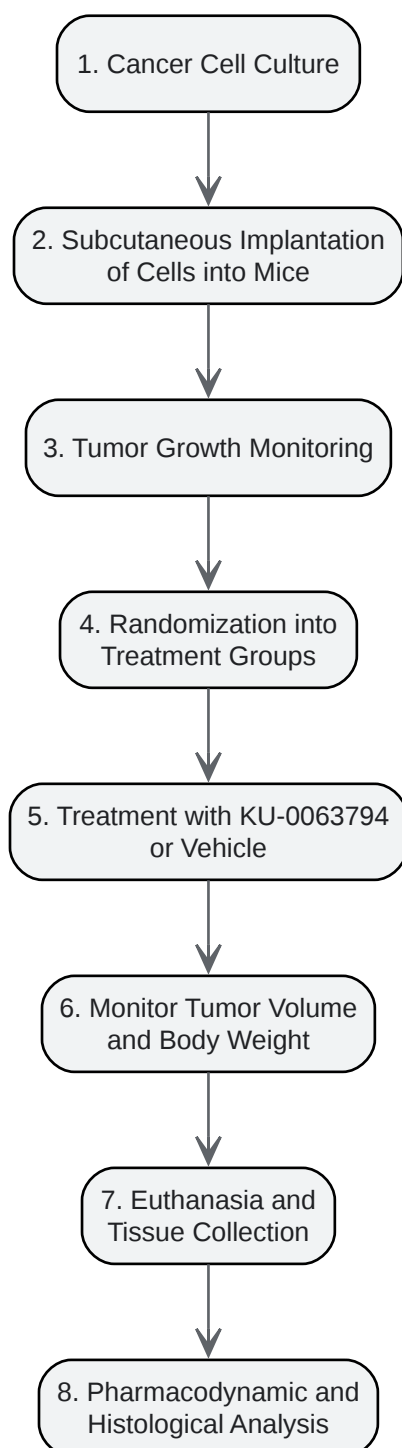 1. Cancer Cell Culture
2. Subcutaneous Implantation
of Cells into Mice
3. Tumor Growth Monitoring
4. Randomization into
Treatment Groups
5. Treatment with KU-0063794
or Vehicle
6. Monitor Tumor Volume
and Body Weight
7. Euthanasia and
Tissue Collection
8. Pharmacodynamic and
Histological Analysis